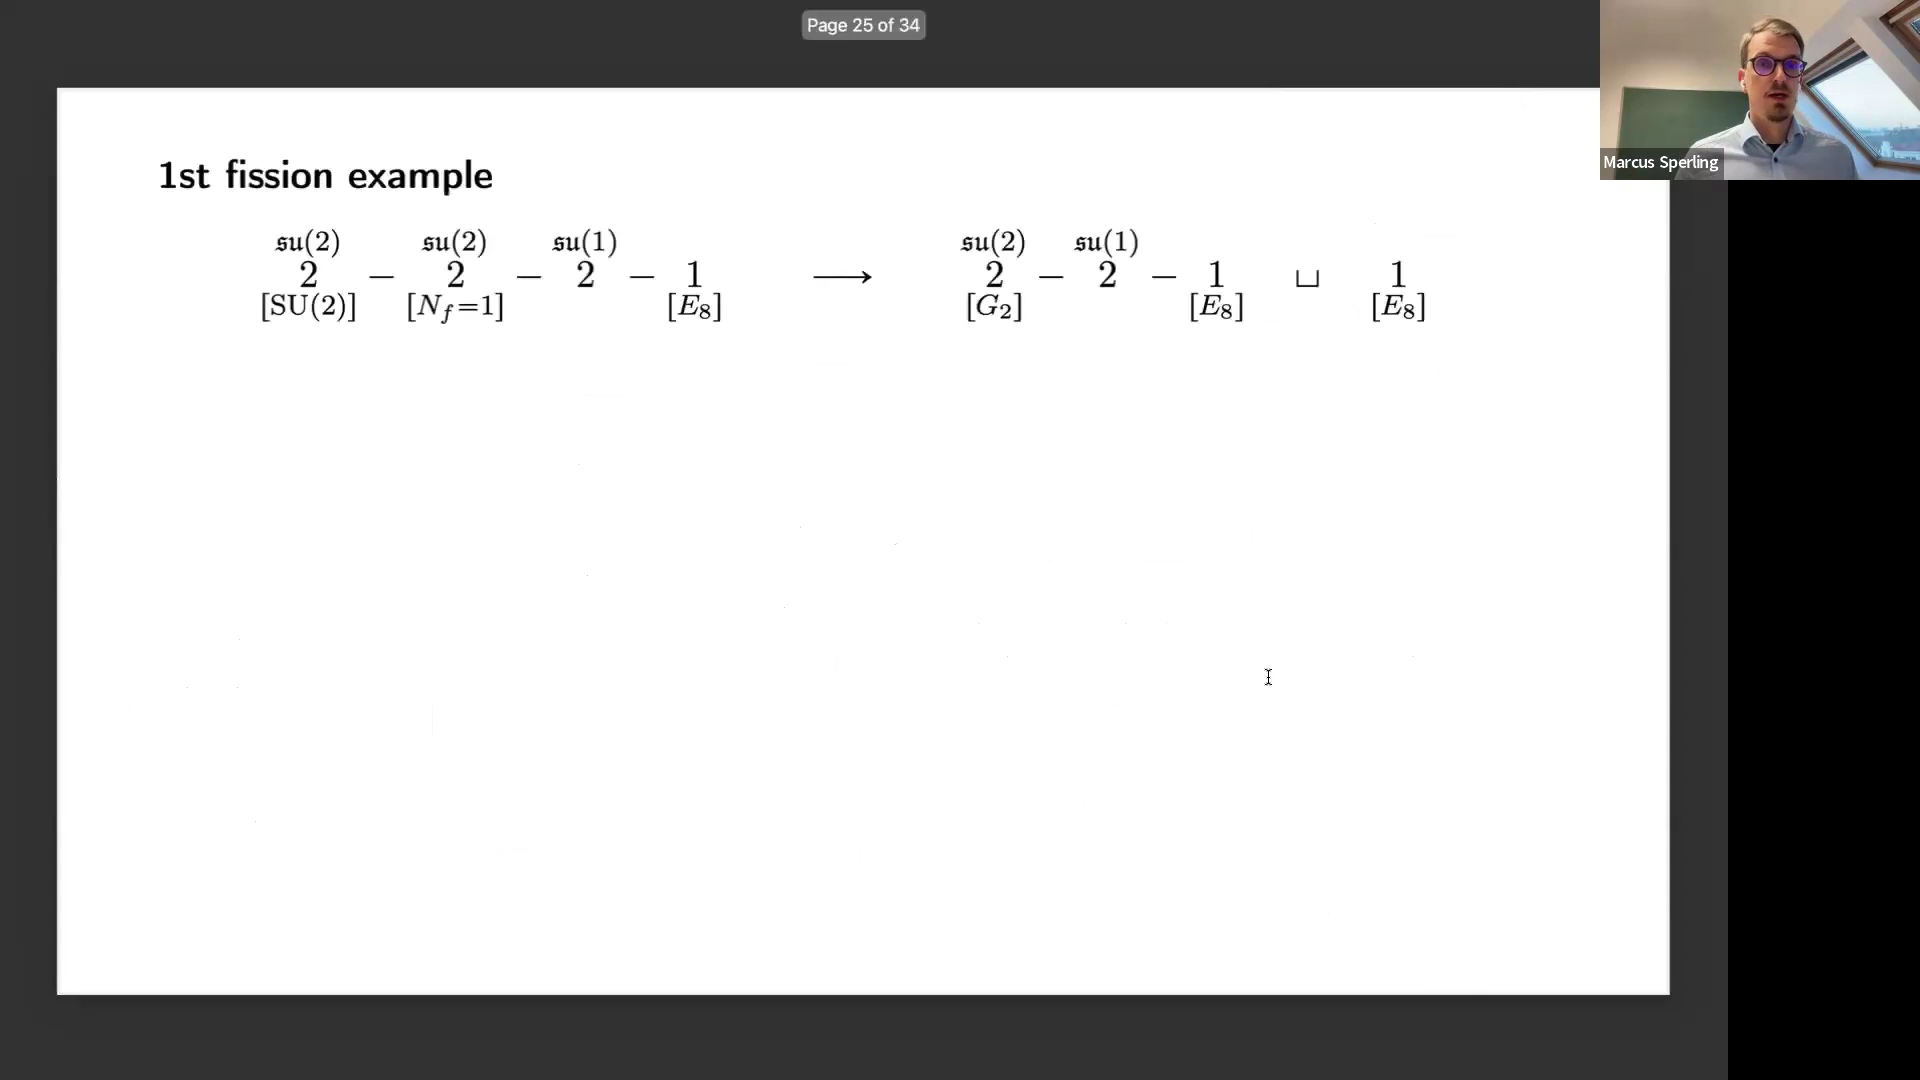 Page 25 of 34
Marcus Sperling
1st fission example
𝔰𝔲(2) 𝔰𝔲(2) 𝔰𝔲(1) 𝔰𝔲(2) 𝔰𝔲(1)
2 − 2 − 2 − 1 ⟶ 2 − 2 − 1 ⊔ 1
[SU(2)] [N_f=1] [E_8] [G_2] [E_8] [E_8]